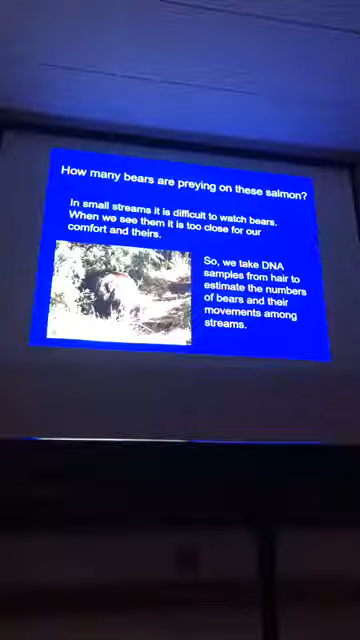 How many bears are preying on these salmon?
In small streams it is difficult to watch bears.
When we see them it is too close for our
comfort and theirs.
So, we take DNA
samples from hair to
estimate the numbers
of bears and their
movements among
streams.